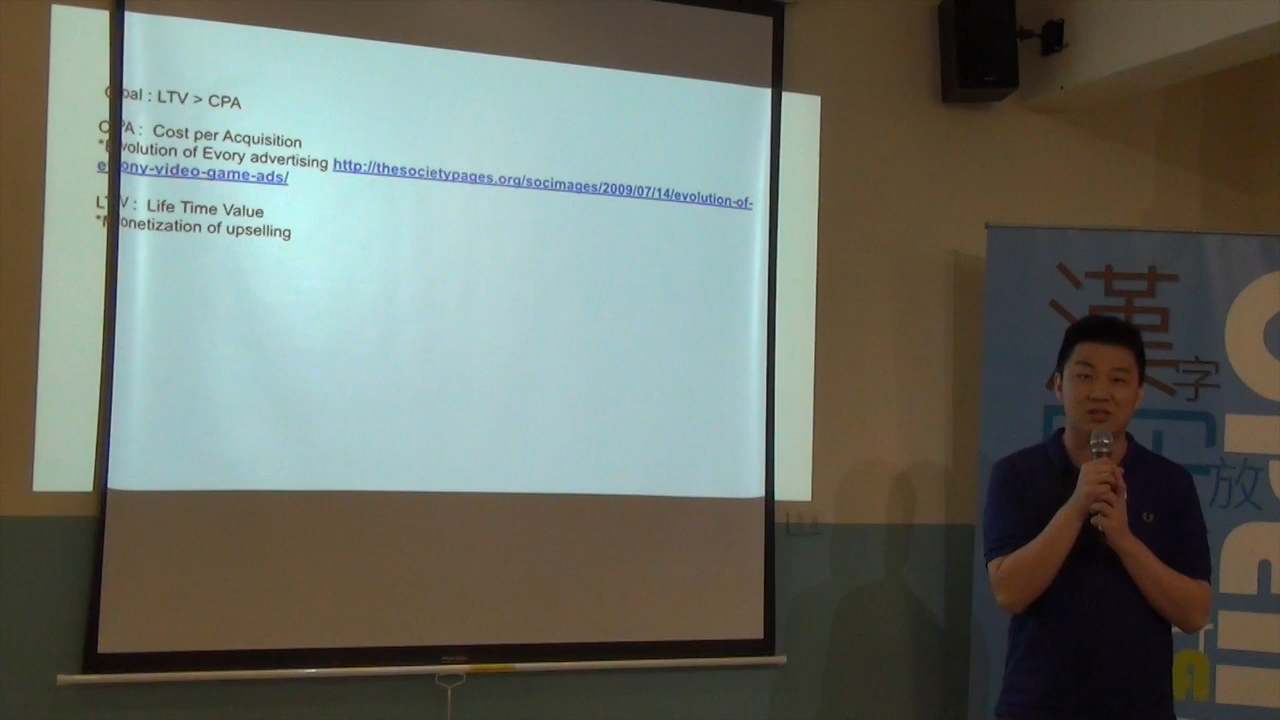 Goal : LTV > CPA
CPA : Cost per Acquisition
*Evolution of Evory advertising http://thesocietypages.org/socimages/2009/07/14/evolution-of-
evony-video-game-ads/
LTV : Life Time Value
*Monetization of upselling
漢
字
放